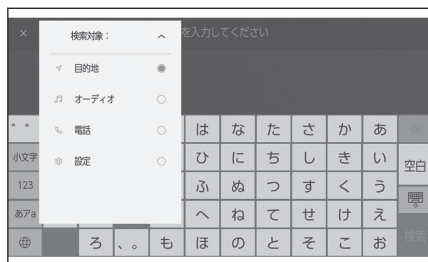 × 検索対象： を入力してください
目的地
オーディオ
電話
設定
゛゜ は な た さ か あ
小文字 ひ に ち し き い 空白
123 ふ ぬ つ す く う
あアa へ ね て せ け え
ろ 、。 も ほ の と そ こ お 検索